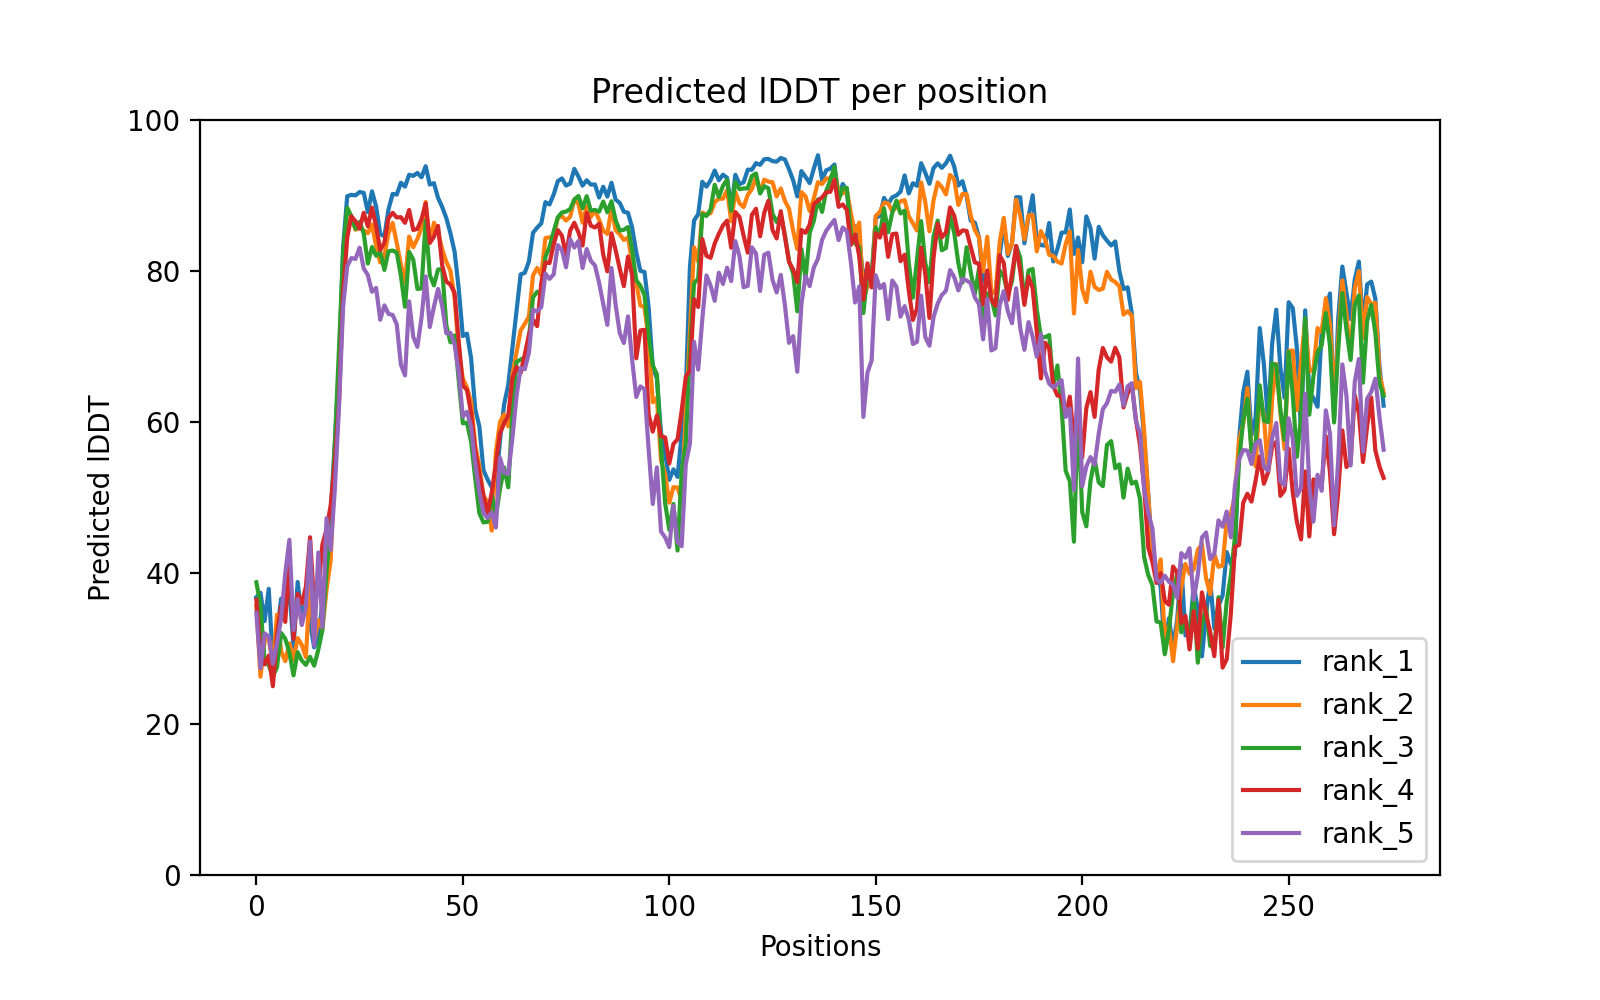 Predicted lDDT per position
Predicted lDDT
100
80
60
40
20
0
0 50 100 150 200 250
Positions
rank_1
rank_2
rank_3
rank_4
rank_5